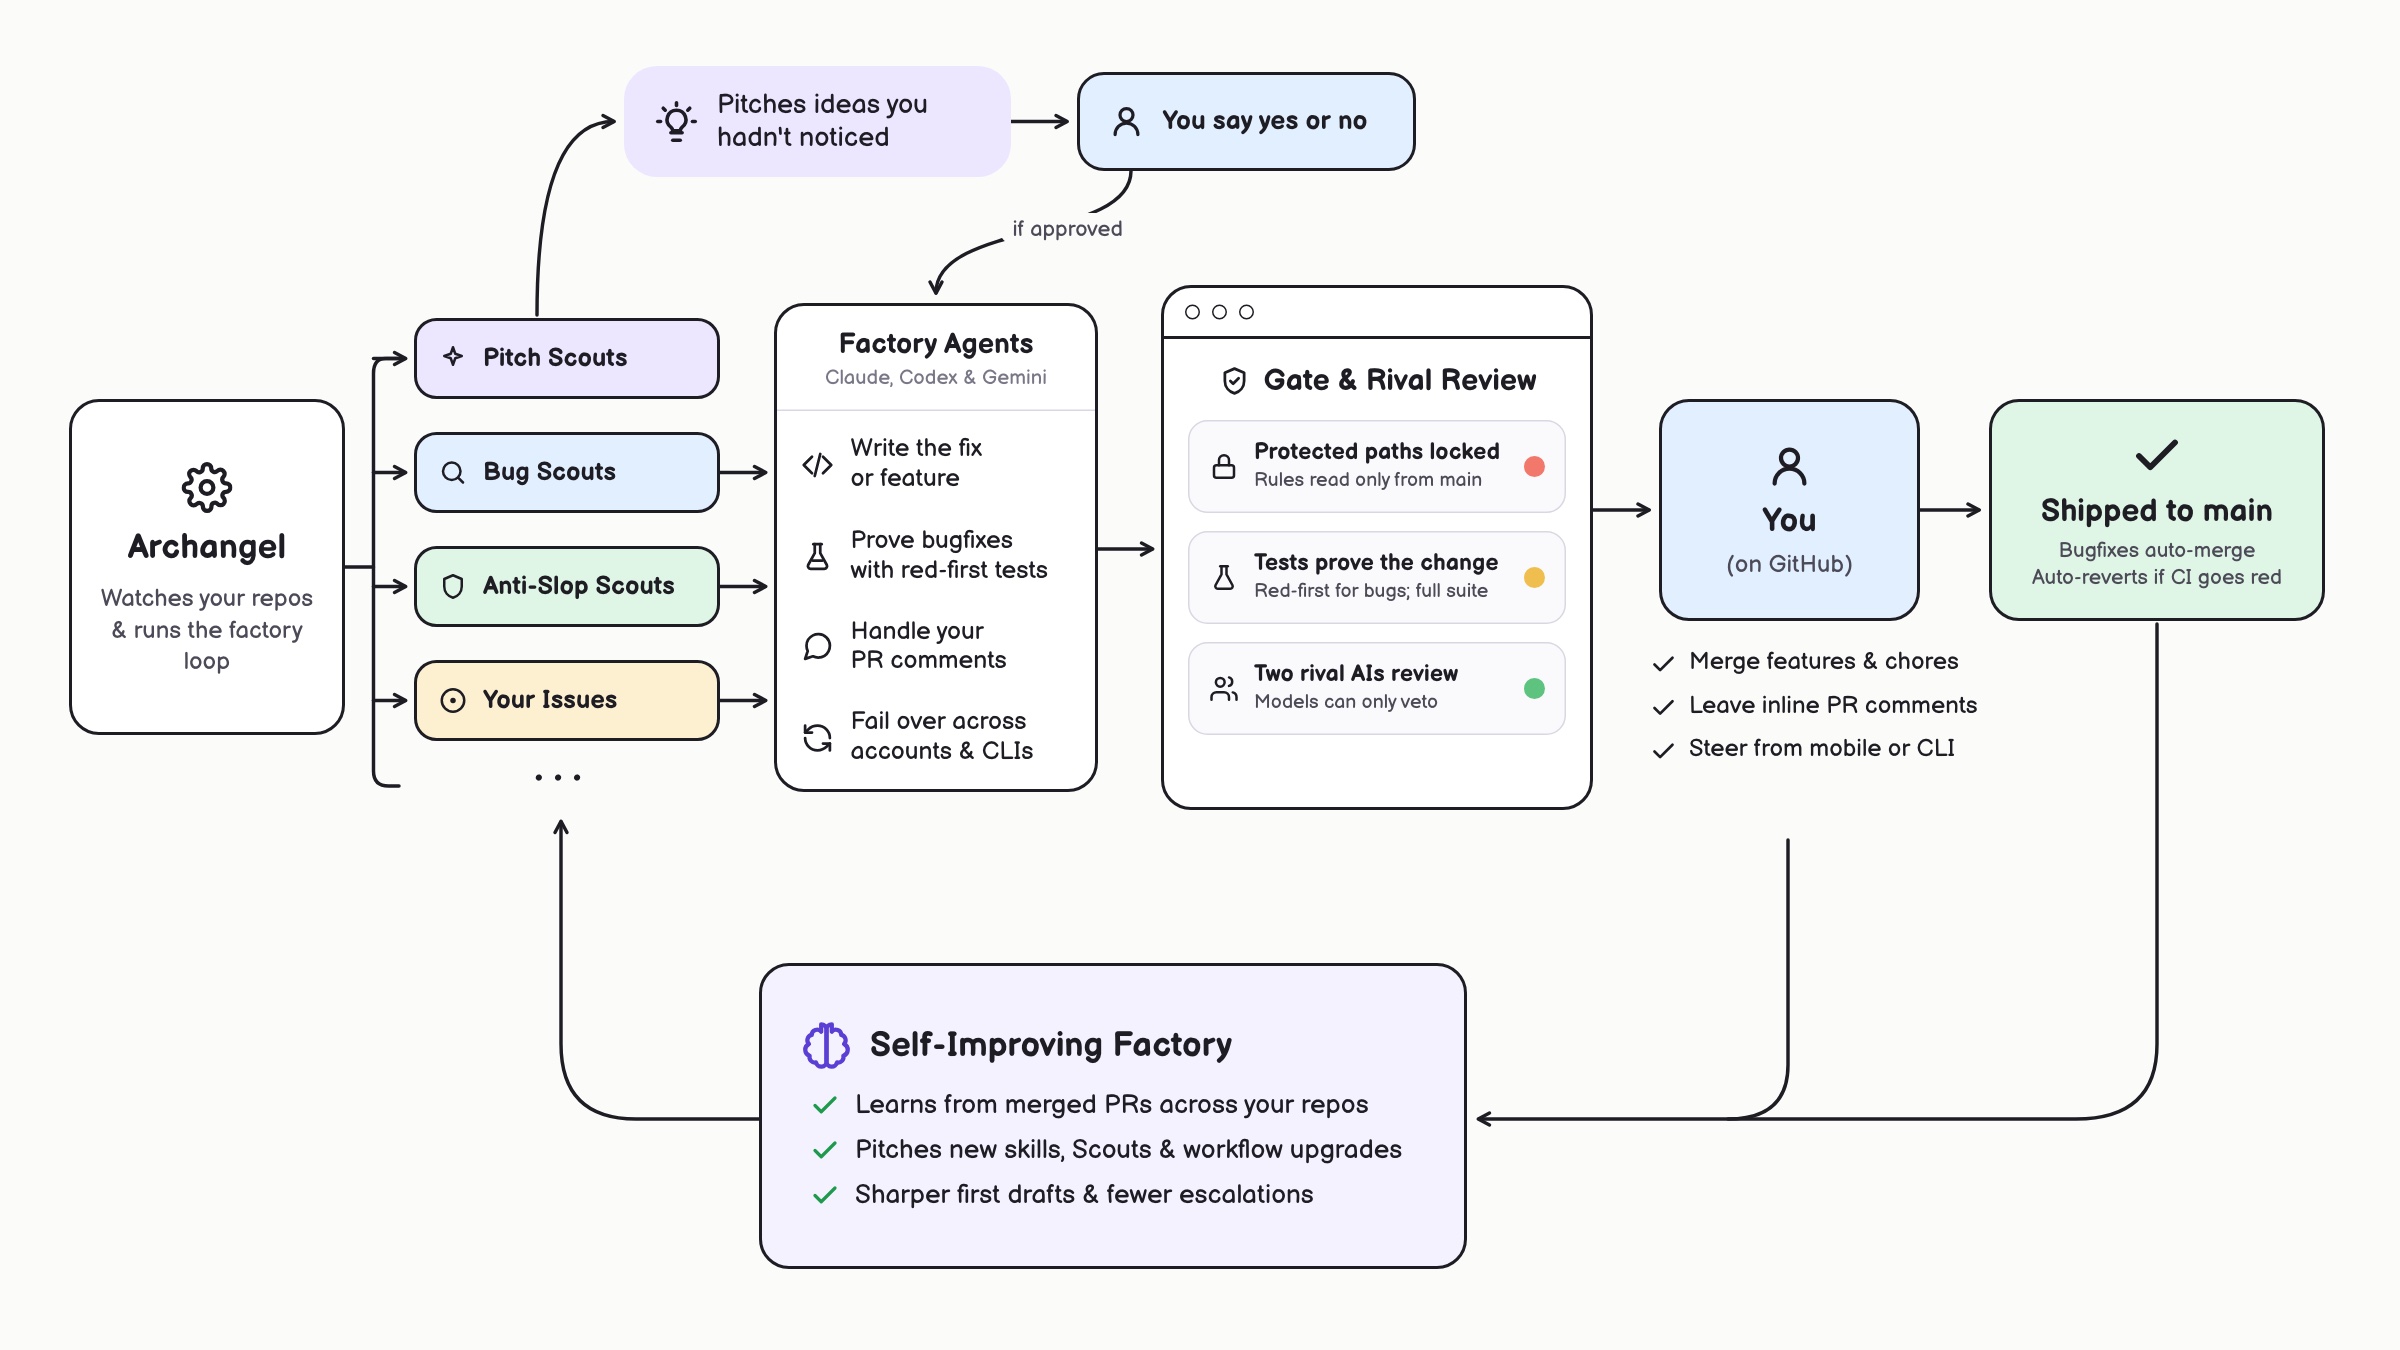 Pitches ideas you
hadn't noticed
You say yes or no
if approved
Archangel
Watches your repos
& runs the factory
loop
Pitch Scouts
Bug Scouts
Anti-Slop Scouts
Your Issues
...
Factory Agents
Claude, Codex & Gemini
Write the fix
or feature
Prove bugfixes
with red-first tests
Handle your
PR comments
Fail over across
accounts & CLIs
Gate & Rival Review
Protected paths locked
Rules read only from main
Tests prove the change
Red-first for bugs; full suite
Two rival AIs review
Models can only veto
You
(on GitHub)
Merge features & chores
Leave inline PR comments
Steer from mobile or CLI
Shipped to main
Bugfixes auto-merge
Auto-reverts if CI goes red
Self-Improving Factory
Learns from merged PRs across your repos
Pitches new skills, Scouts & workflow upgrades
Sharper first drafts & fewer escalations